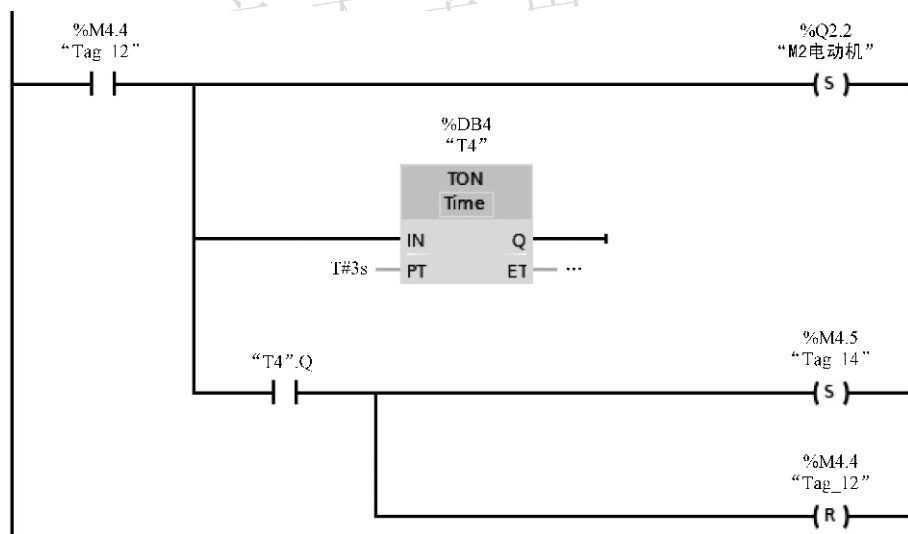 %M4.4
“Tag_12”
%Q2.2
“M2电动机”
( S )
%DB4
“T4”
TON
Time
IN
Q
T#3s
PT
ET
...
“T4”.Q
%M4.5
“Tag_14”
( S )
%M4.4
“Tag_12”
( R )